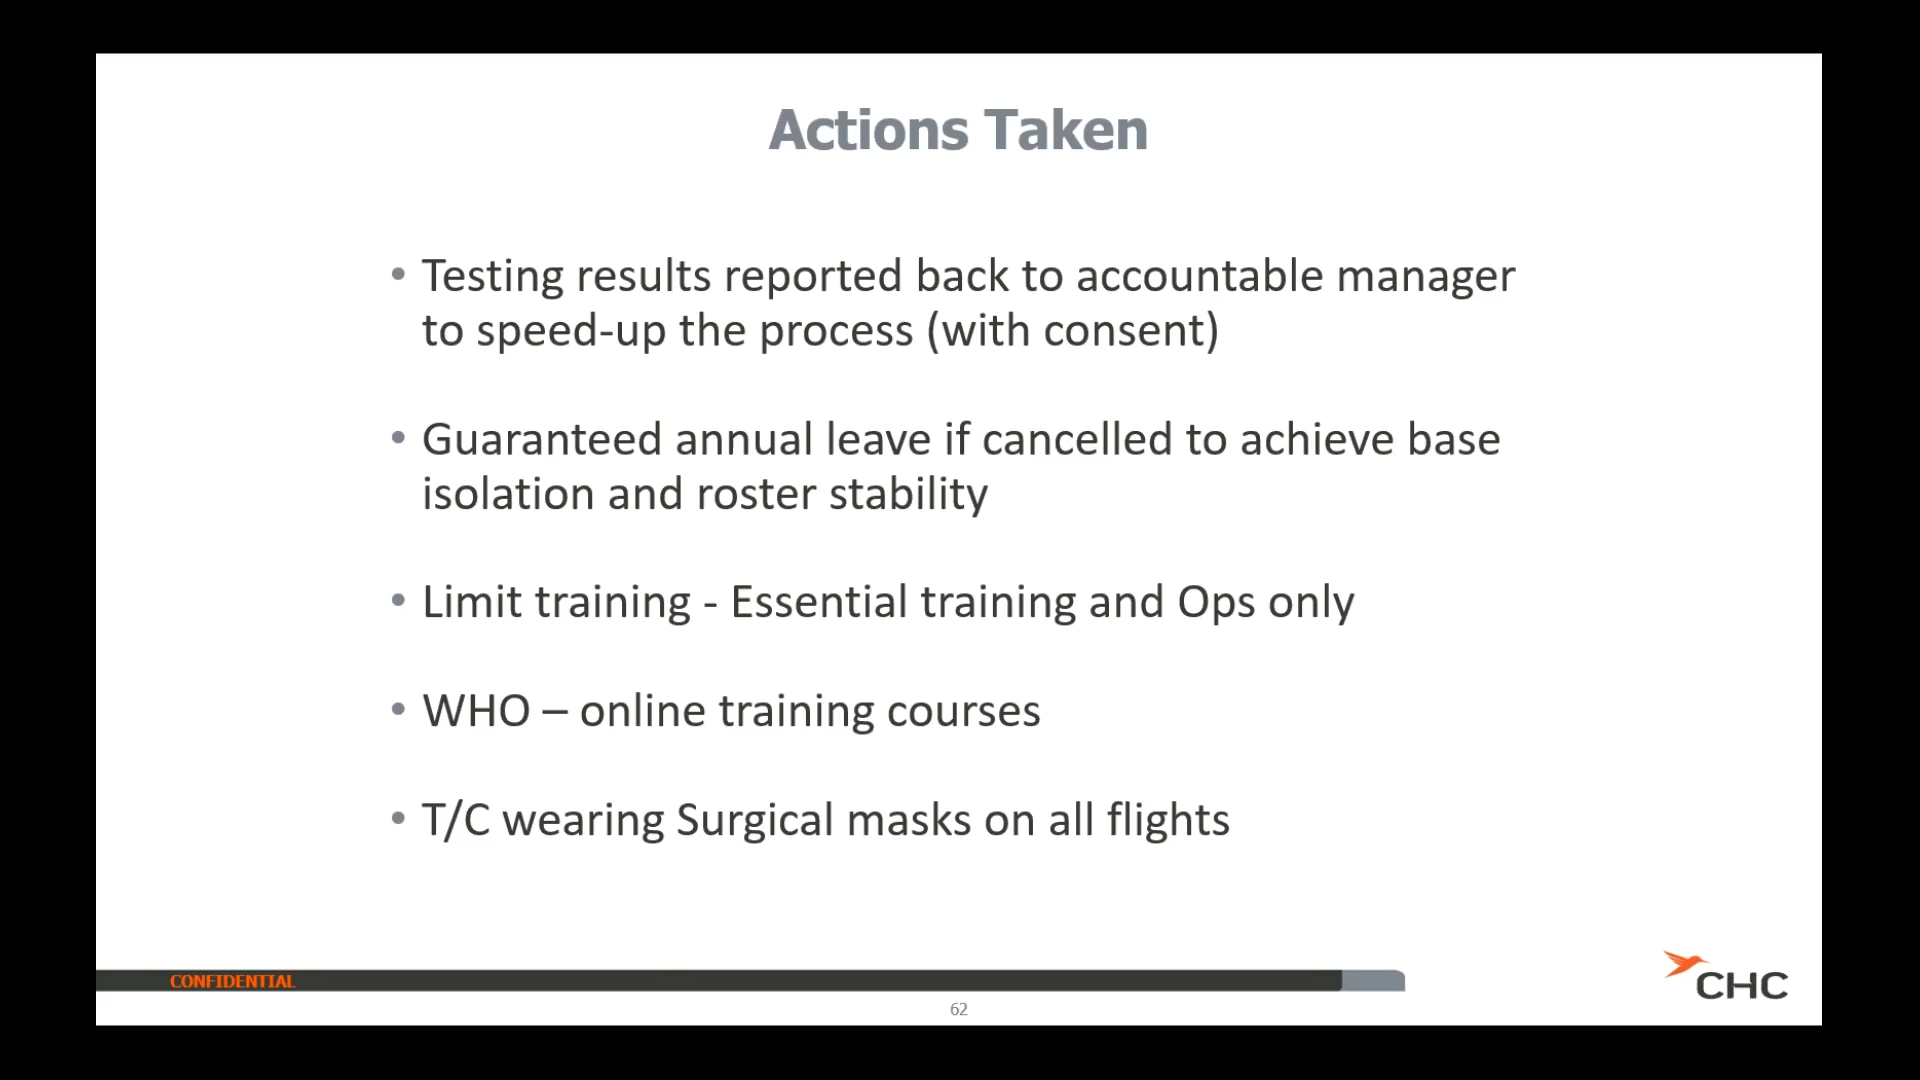 Actions Taken
• Testing results reported back to accountable manager
to speed-up the process (with consent)
• Guaranteed annual leave if cancelled to achieve base
isolation and roster stability
• Limit training - Essential training and Ops only
• WHO – online training courses
• T/C wearing Surgical masks on all flights
CONFIDENTIAL
CHC
62